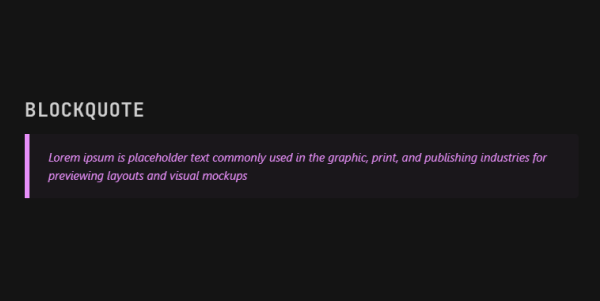 BLOCKQUOTE
Lorem ipsum is placeholder text commonly used in the graphic, print, and publishing industries for
previewing layouts and visual mockups